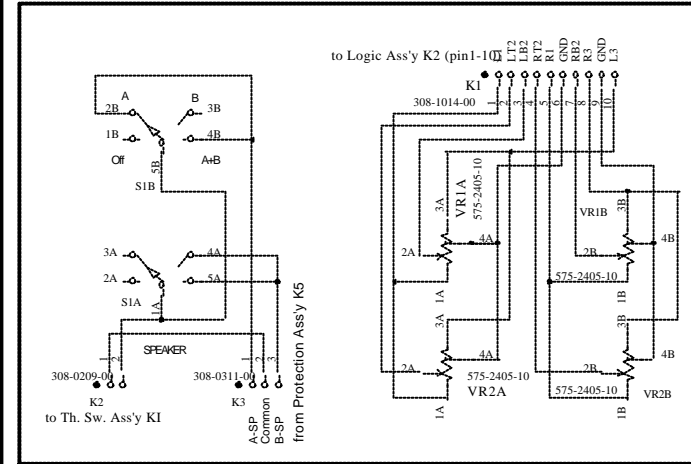 to Logic Ass'y K2 (pin1-10)
L1
LT2
LB2
RT2
R1
GND
RB2
R3
GND
L3
K1
308-1014-00
1
2
3
4
5
6
7
8
9
10
A
B
2B
3B
1B
4B
Off
A+B
5B
S1B
3A
4A
2A
5A
S1A
1A
SPEAKER
308-0209-00
1
2
K2
to Th. Sw. Ass'y KI
308-0311-00
1
2
3
K3
A-SP
Common
B-SP
from Protection Ass'y K5
3A
VR1A
575-2405-10
2A
4A
1A
VR1B
3B
4B
2B
575-2405-10
1B
3A
2A
4A
575-2405-10
1A
VR2A
3B
4B
2B
575-2405-10
1B
VR2B